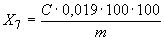 X₇ = C · 0,019 · 100 · 100 / m